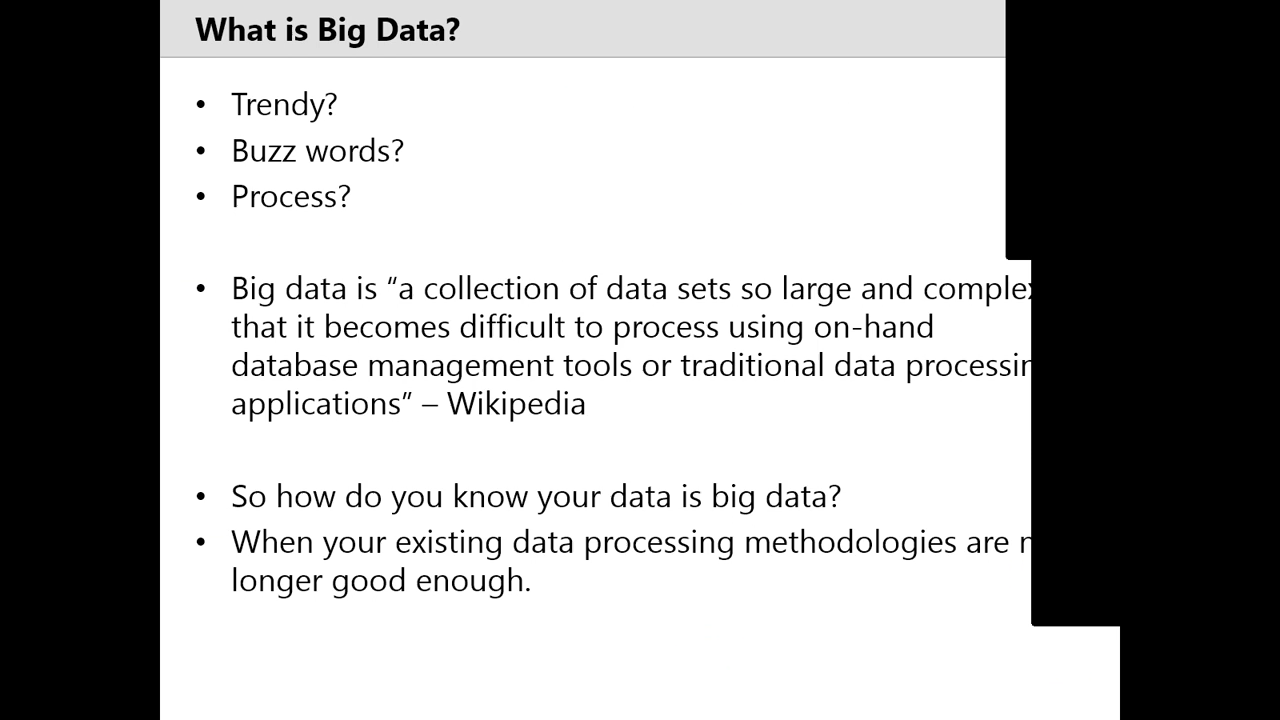 What is Big Data?
• Trendy?
• Buzz words?
• Process?
• Big data is “a collection of data sets so large and
that it becomes difficult to process using on-hand
database management tools or traditional data
applications” – Wikipedia
• So how do you know your data is big data?
• When your existing data processing methodologies are
longer good enough.